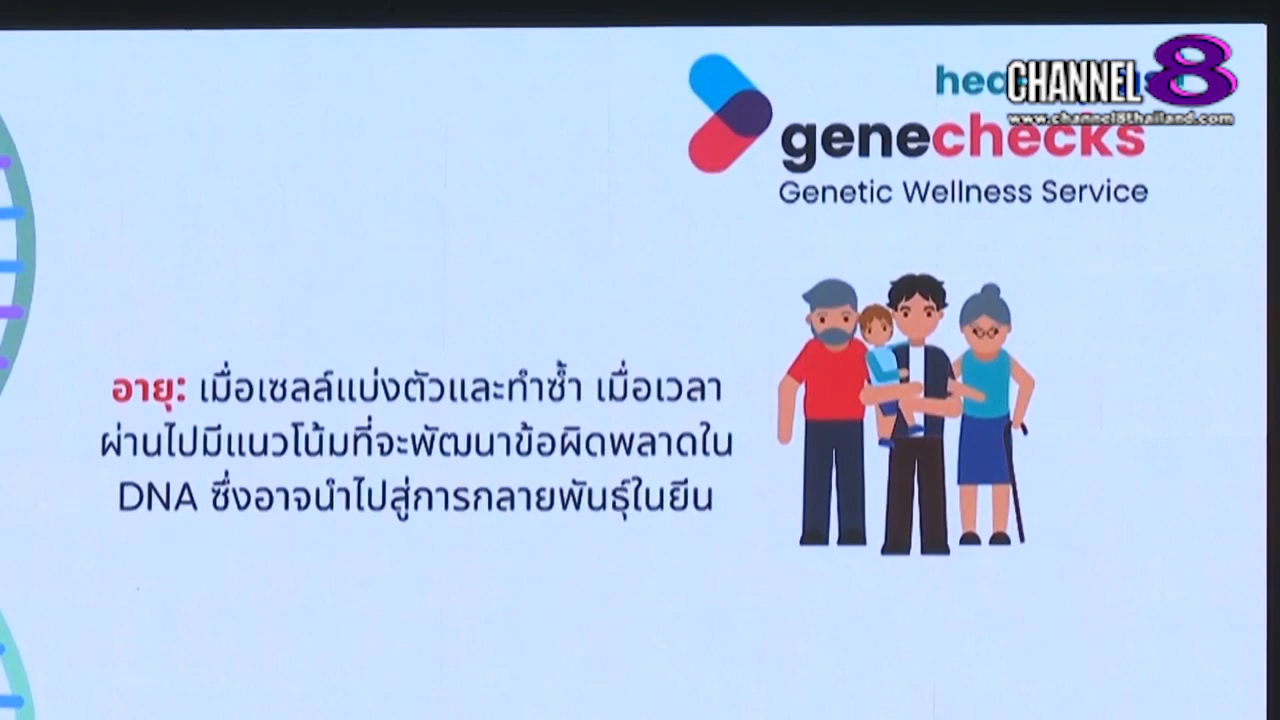 CHANNEL 8
www.channel8thailand.com
genechecks
Genetic Wellness Service
อายุ: เมื่อเซลล์แบ่งตัวและทำซ้ำ เมื่อเวลา
ผ่านไปมีแนวโน้มที่จะพัฒนาข้อผิดพลาดใน
DNA ซึ่งอาจนำไปสู่การกลายพันธุ์ในยีน